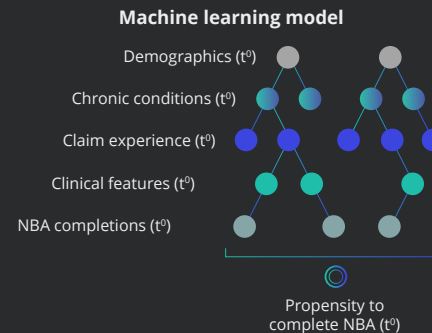 Machine learning model
Demographics (t⁰)
Chronic conditions (t⁰)
Claim experience (t⁰)
Clinical features (t⁰)
NBA completions (t⁰)
Propensity to
complete NBA (t⁰)